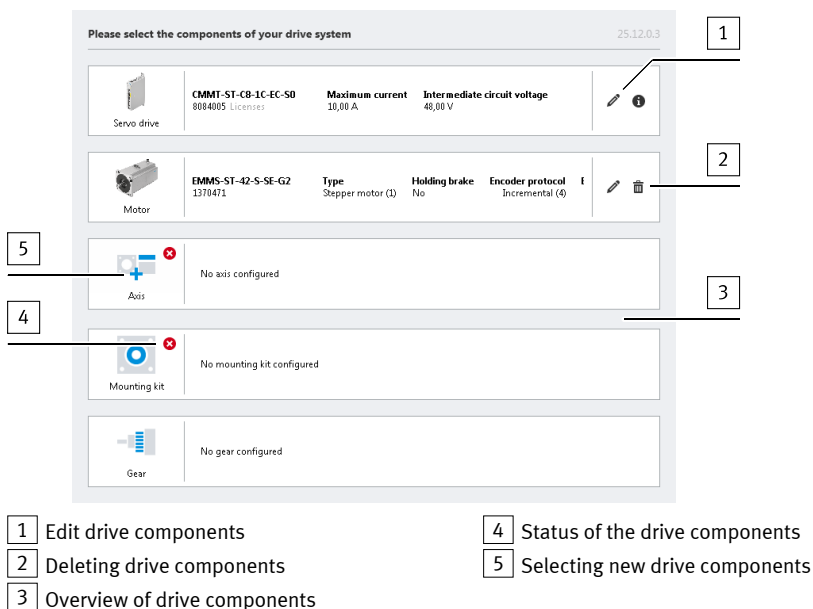 Please select the components of your drive system 25.12.0.3
1
CMMT-ST-C8-1C-EC-S0 Maximum current Intermediate circuit voltage
8084005 Licenses 10,00 A 48,00 V
Servo drive
2
EMMS-ST-42-S-SE-G2 Type Holding brake Encoder protocol E
1370471 Stepper motor (1) No Incremental (4)
Motor
5
No axis configured
Axis
3
4
No mounting kit configured
Mounting kit
No gear configured
Gear
1 Edit drive components
2 Deleting drive components
3 Overview of drive components
4 Status of the drive components
5 Selecting new drive components